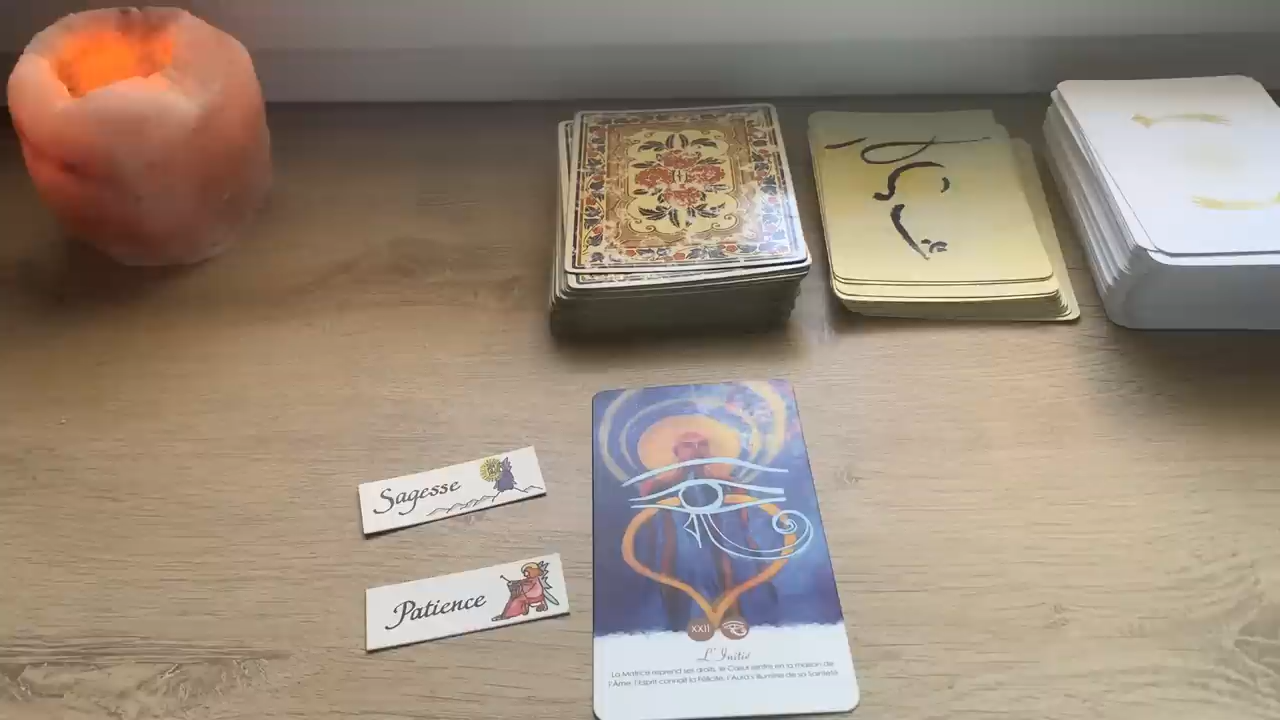 Sagesse
Patience
XXII
L'Initié
La Matrice reprend ses droits, le Cœur rentre en la maison de
l'Âme, l'Esprit connaît la Félicité, l'Aura s'illumine de sa Sainteté